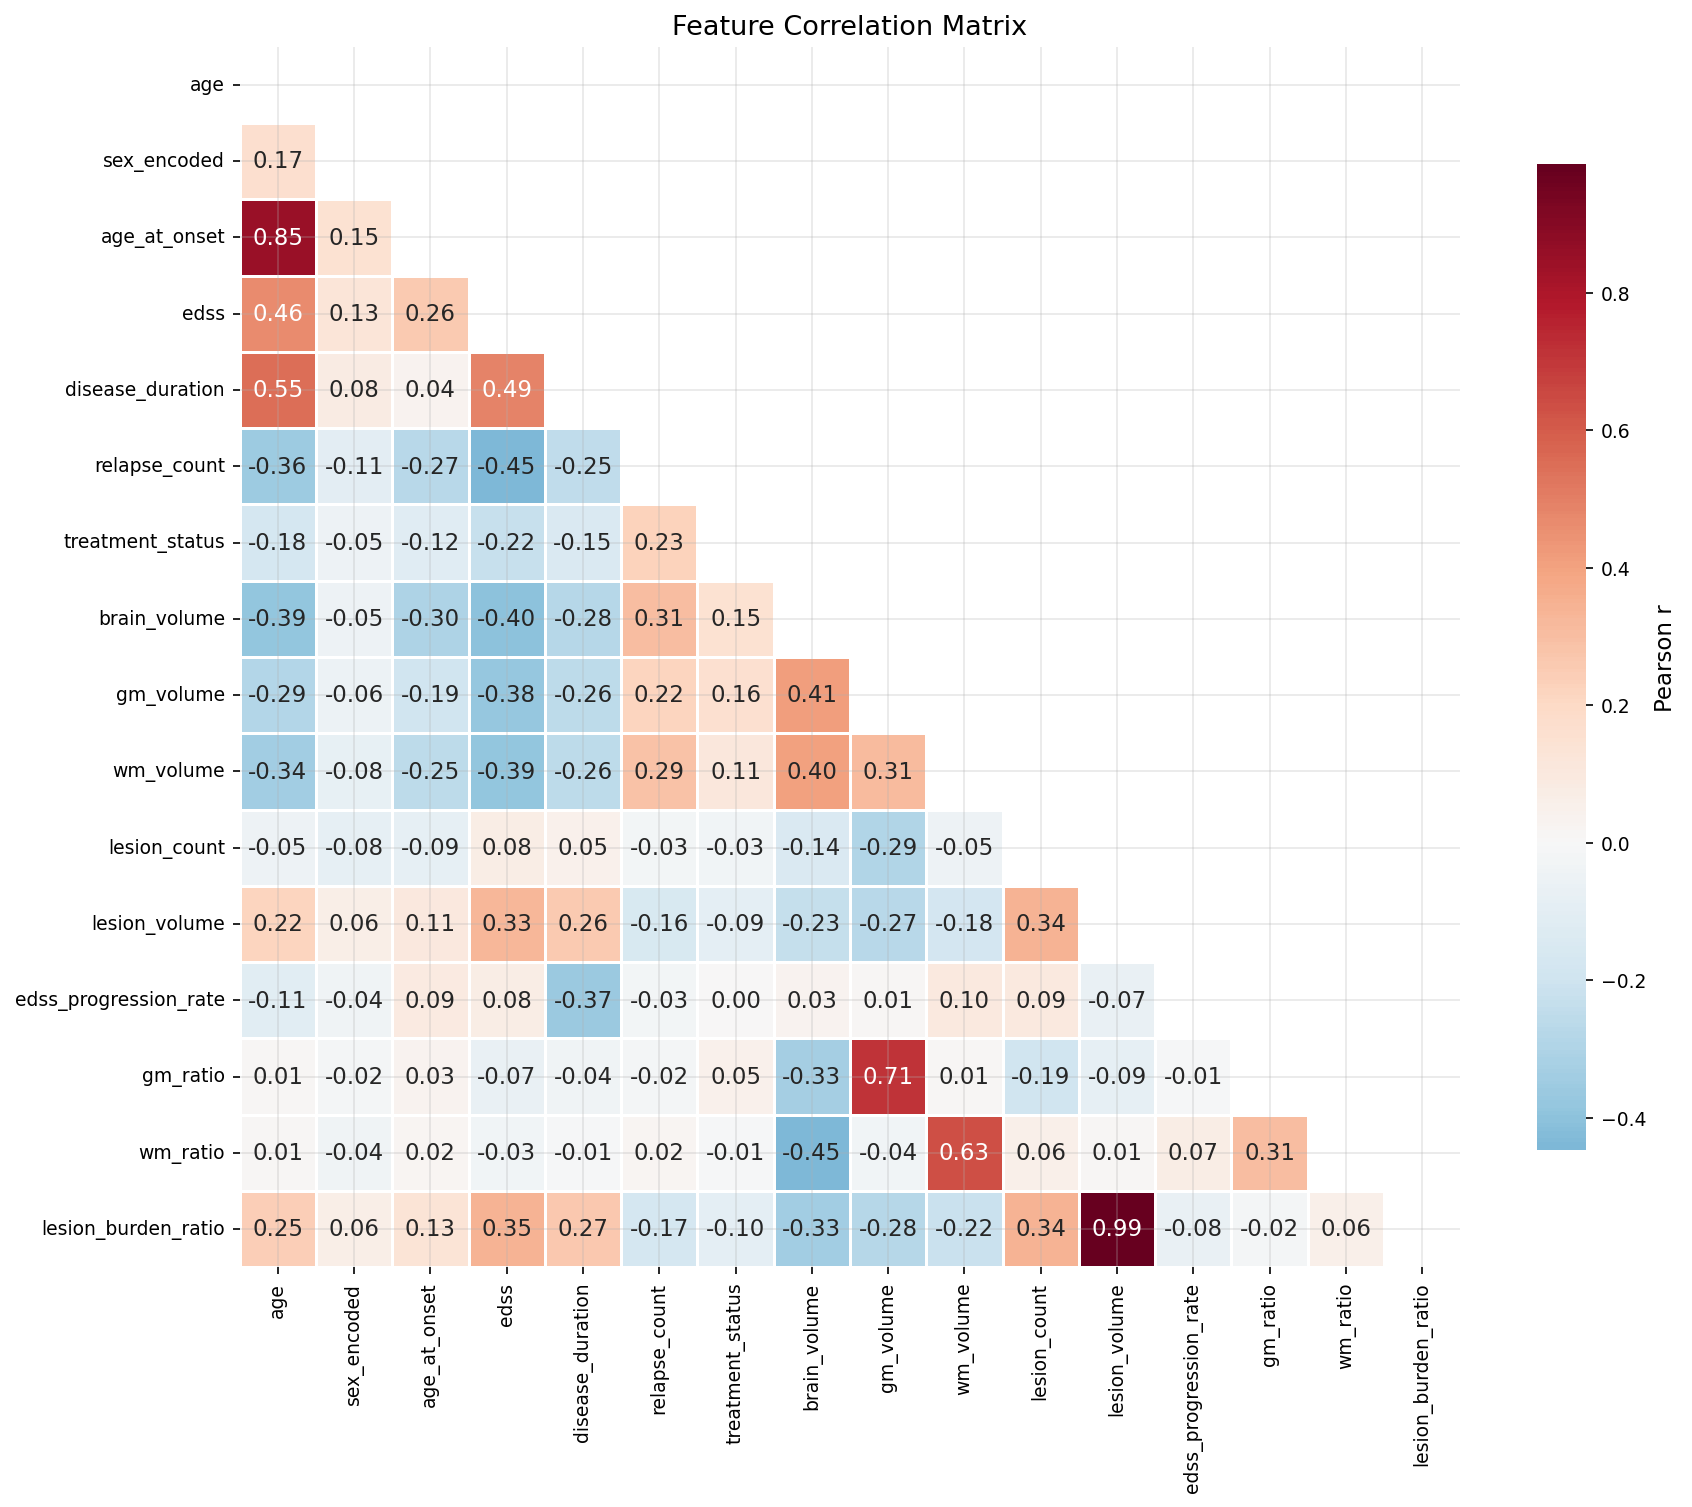 Feature Correlation Matrix
age
sex_encoded 0.17
age_at_onset 0.85 0.15
edss 0.46 0.13 0.26
disease_duration 0.55 0.08 0.04 0.49
relapse_count -0.36 -0.11 -0.27 -0.45 -0.25
treatment_status -0.18 -0.05 -0.12 -0.22 -0.15 0.23
brain_volume -0.39 -0.05 -0.30 -0.40 -0.28 0.31 0.15
gm_volume -0.29 -0.06 -0.19 -0.38 -0.26 0.22 0.16 0.41
wm_volume -0.34 -0.08 -0.25 -0.39 -0.26 0.29 0.11 0.40 0.31
lesion_count -0.05 -0.08 -0.09 0.08 0.05 -0.03 -0.03 -0.14 -0.29 -0.05
lesion_volume 0.22 0.06 0.11 0.33 0.26 -0.16 -0.09 -0.23 -0.27 -0.18 0.34
edss_progression_rate -0.11 -0.04 0.09 0.08 -0.37 -0.03 0.00 0.03 0.01 0.10 0.09 -0.07
gm_ratio 0.01 -0.02 0.03 -0.07 -0.04 -0.02 0.05 -0.33 0.71 0.01 -0.19 -0.09 -0.01
wm_ratio 0.01 -0.04 0.02 -0.03 -0.01 0.02 -0.01 -0.45 -0.04 0.63 0.06 0.01 0.07 0.31
lesion_burden_ratio 0.25 0.06 0.13 0.35 0.27 -0.17 -0.10 -0.33 -0.28 -0.22 0.34 0.99 -0.08 -0.02 0.06
age
sex_encoded
age_at_onset
edss
disease_duration
relapse_count
treatment_status
brain_volume
gm_volume
wm_volume
lesion_count
lesion_volume
edss_progression_rate
gm_ratio
wm_ratio
lesion_burden_ratio
0.8
0.6
0.4
0.2
0.0
−0.2
−0.4
Pearson r